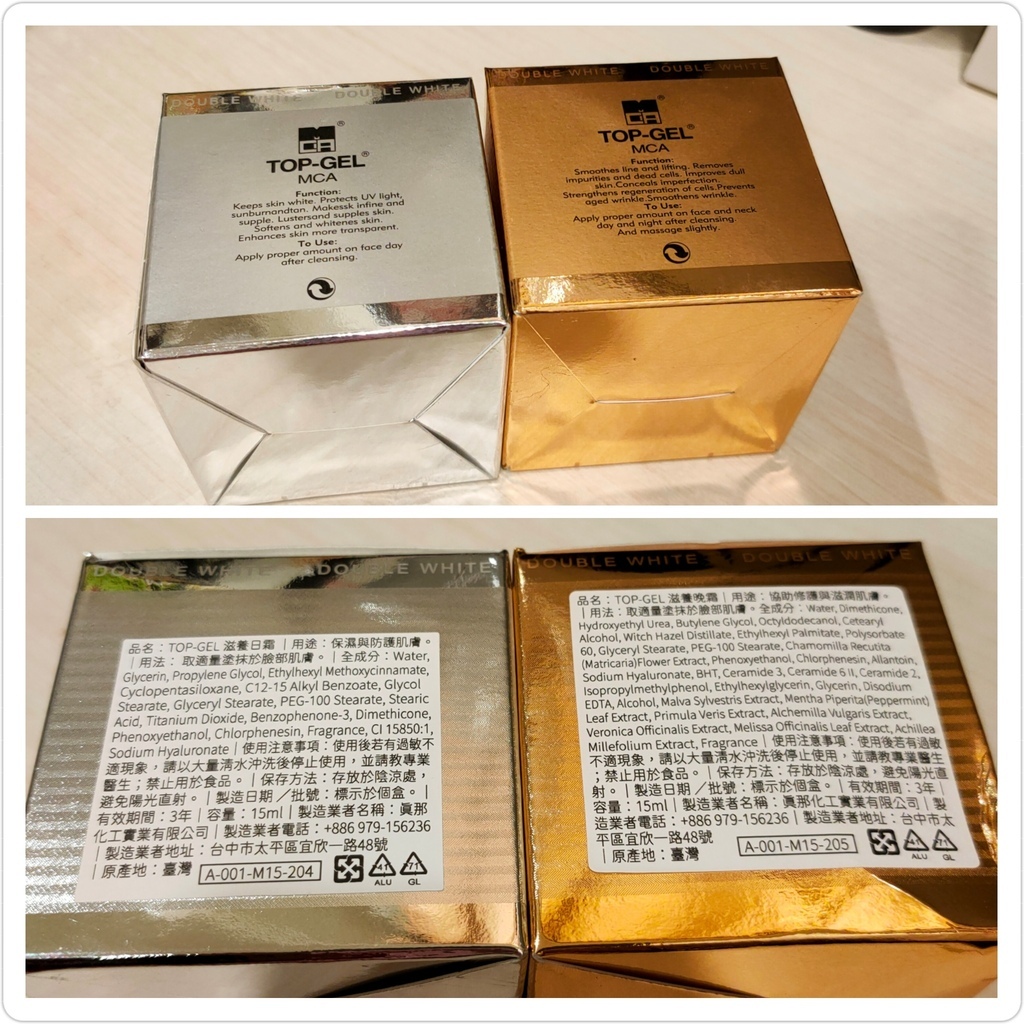 DOUBLE WHITE DOUBLE WHITE
MCA®
TOP-GEL®
MCA
Function:
Keeps skin white. Protects UV light,
sunburnandtan. Makessk infine and
supple. Lustersand supples skin.
Softens and whitenes skin.
Enhances skin more transparent.
To Use:
Apply proper amount on face day
after cleansing.
DOUBLE WHITE DOUBLE WHITE
MCA®
TOP-GEL®
MCA
Function:
Smoothes line and lifting. Removes
impurities and dead cells. Improves dull
skin.Conceals imperfection.
Strengthens regeneration of cells.Prevents
aged wrinkle.Smoothens wrinkle.
To Use:
Apply proper amount on face and neck
day and night after cleansing.
And massage slightly.
DOUBLE WHITE DOUBLE WHITE
品名：TOP-GEL 滋養日霜｜用途：保濕與防護肌膚。
｜用法：取適量塗抹於臉部肌膚。｜全成分：Water,
Glycerin, Propylene Glycol, Ethylhexyl Methoxycinnamate,
Cyclopentasiloxane, C12-15 Alkyl Benzoate, Glycol
Stearate, Glyceryl Stearate, PEG-100 Stearate, Stearic
Acid, Titanium Dioxide, Benzophenone-3, Dimethicone,
Phenoxyethanol, Chlorphenesin, Fragrance, CI 15850:1,
Sodium Hyaluronate｜使用注意事項：使用後若有過敏不
適現象，請以大量清水沖洗後停止使用，並請教專業
醫生；禁止用於食品。｜保存方法：存放於陰涼處，
避免陽光直射。｜製造日期／批號：標示於個盒。｜
有效期間：3年｜容量：15ml｜製造業者名稱：眞那
化工實業有限公司｜製造業者電話：+886 979-156236
｜製造業者地址：台中市太平區宜欣一路48號
｜原產地：臺灣 A-001-M15-204 41 ALU 71 GL
DOUBLE WHITE DOUBLE WHITE
品名：TOP-GEL 滋養晚霜｜用途：協助修護與滋潤肌膚。
｜用法：取適量塗抹於臉部肌膚。全成分：Water, Dimethicone,
Hydroxyethyl Urea, Butylene Glycol, Octyldodecanol, Cetearyl
Alcohol, Witch Hazel Distillate, Ethylhexyl Palmitate, Polysorbate
60, Glyceryl Stearate, PEG-100 Stearate, Chamomilla Recutita
(Matricaria)Flower Extract, Phenoxyethanol, Chlorphenesin, Allantoin,
Sodium Hyaluronate, BHT, Ceramide 3, Ceramide 6 II, Ceramide 2,
Isopropylmethylphenol, Ethylhexylglycerin, Glycerin, Disodium
EDTA, Alcohol, Malva Sylvestris Extract, Mentha Piperita(Peppermint)
Leaf Extract, Primula Veris Extract, Alchemilla Vulgaris Extract,
Veronica Officinalis Extract, Melissa Officinalis Leaf Extract, Achillea
Millefolium Extract, Fragrance｜使用注意事項：使用後若有過敏
不適現象，請以大量清水沖洗後停止使用，並請教專業醫生
；禁止用於食品。｜保存方法：存放於陰涼處，避免陽光直
射。｜製造日期／批號：標示於個盒。｜有效期間：3年｜
容量：15ml｜製造業者名稱：眞那化工實業有限公司｜製
造業者電話：+886 979-156236｜製造業者地址：台中市太
平區宜欣一路48號
｜原產地：臺灣 A-001-M15-205 41 ALU 71 GL